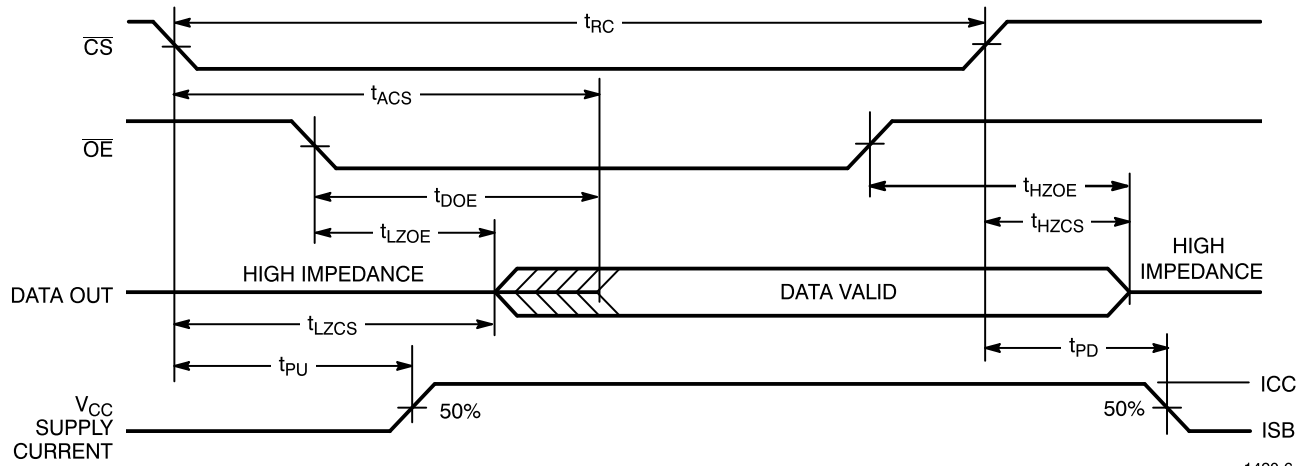 tRC
CS
tACS
OE
tDOE
tHZOE
tLZOE
tHZCS
HIGH IMPEDANCE
HIGH
IMPEDANCE
DATA OUT
DATA VALID
tLZCS
tPU
tPD
VCC
SUPPLY
CURRENT
50%
50%
ICC
ISB